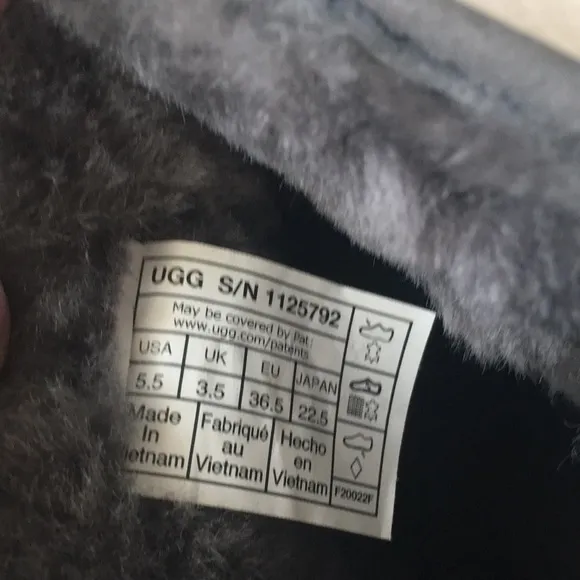 UGG S/N 1125792
May be covered by Pat:
www.ugg.com/patents
USA UK EU JAPAN
5.5 3.5 36.5 22.5
Made In Vietnam
Fabriqué au Vietnam
Hecho en Vietnam
F20022F